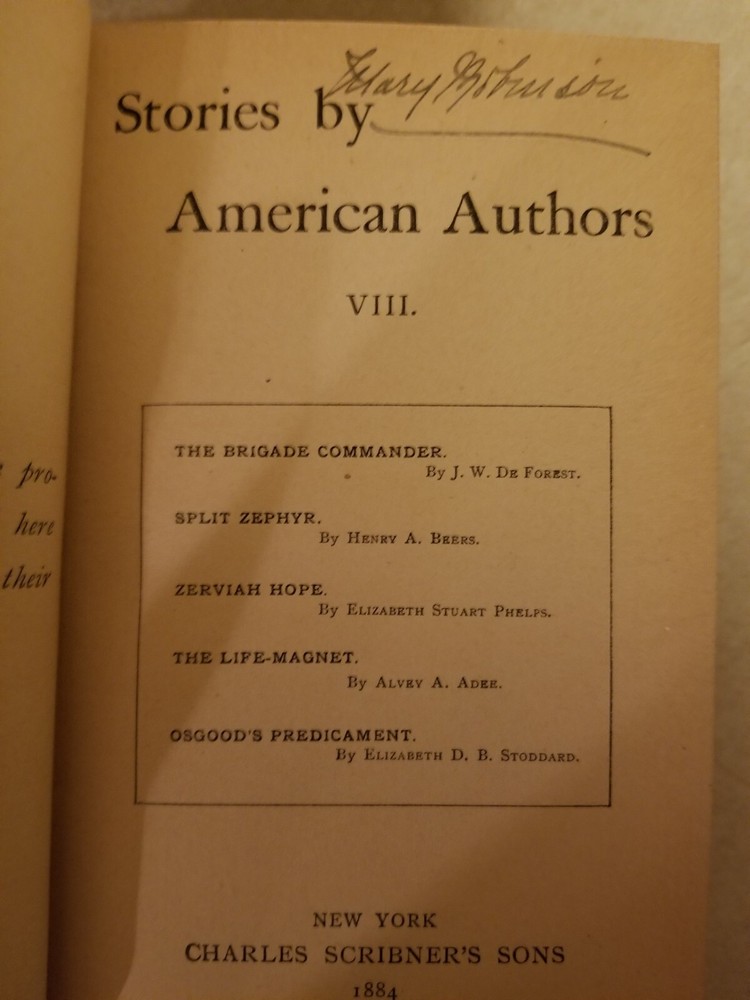 Mary Robinson
Stories by
American Authors
VIII.
THE BRIGADE COMMANDER.
By J. W. De Forest.
SPLIT ZEPHYR.
By Henry A. Beers.
ZERVIAH HOPE.
By Elizabeth Stuart Phelps.
THE LIFE-MAGNET.
By Alvey A. Adee.
OSGOOD'S PREDICAMENT.
By Elizabeth D. B. Stoddard.
NEW YORK
CHARLES SCRIBNER'S SONS
1884
pro-
here
their